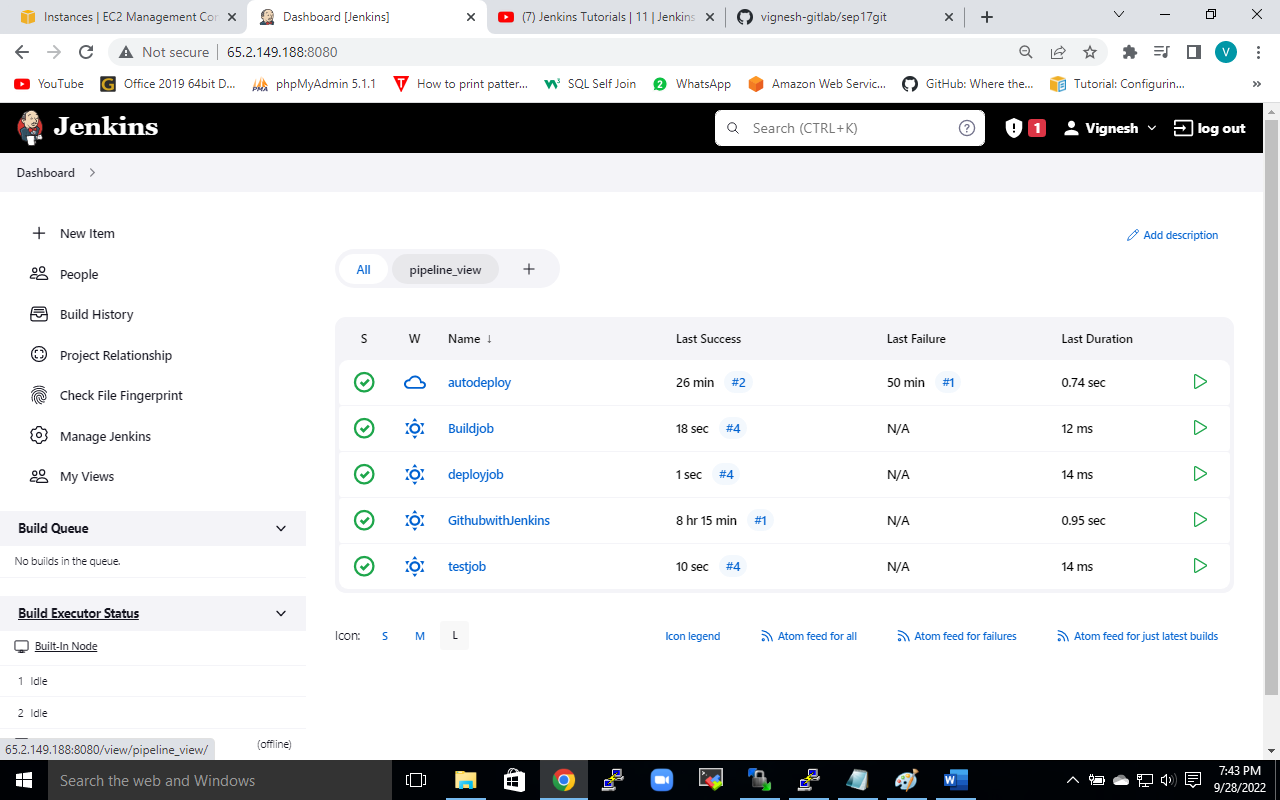 Instances | EC2 Management Con
Dashboard [Jenkins]
(7) Jenkins Tutorials | 11 | Jenkins
vignesh-gitlab/sep17git
Not secure
65.2.149.188:8080
V
YouTube
Office 2019 64bit D...
phpMyAdmin 5.1.1
How to print patter...
SQL Self Join
2
WhatsApp
Amazon Web Servic...
GitHub: Where the...
Tutorial: Configurin...
»
Jenkins
Search (CTRL+K)
1
Vignesh
log out
Dashboard
New Item
People
Build History
Project Relationship
Check File Fingerprint
Manage Jenkins
My Views
Build Queue
No builds in the queue.
Build Executor Status
Built-In Node
1 Idle
2 Idle
(offline)
65.2.149.188:8080/view/pipeline_view/
Add description
All
pipeline_view
+
S W Name ↓ Last Success Last Failure Last Duration
autodeploy 26 min #2 50 min #1 0.74 sec
Buildjob 18 sec #4 N/A 12 ms
deployjob 1 sec #4 N/A 14 ms
GithubwithJenkins 8 hr 15 min #1 N/A 0.95 sec
testjob 10 sec #4 N/A 14 ms
Icon: S M L
Icon legend
Atom feed for all
Atom feed for failures
Atom feed for just latest builds
Search the web and Windows
7:43 PM
9/28/2022